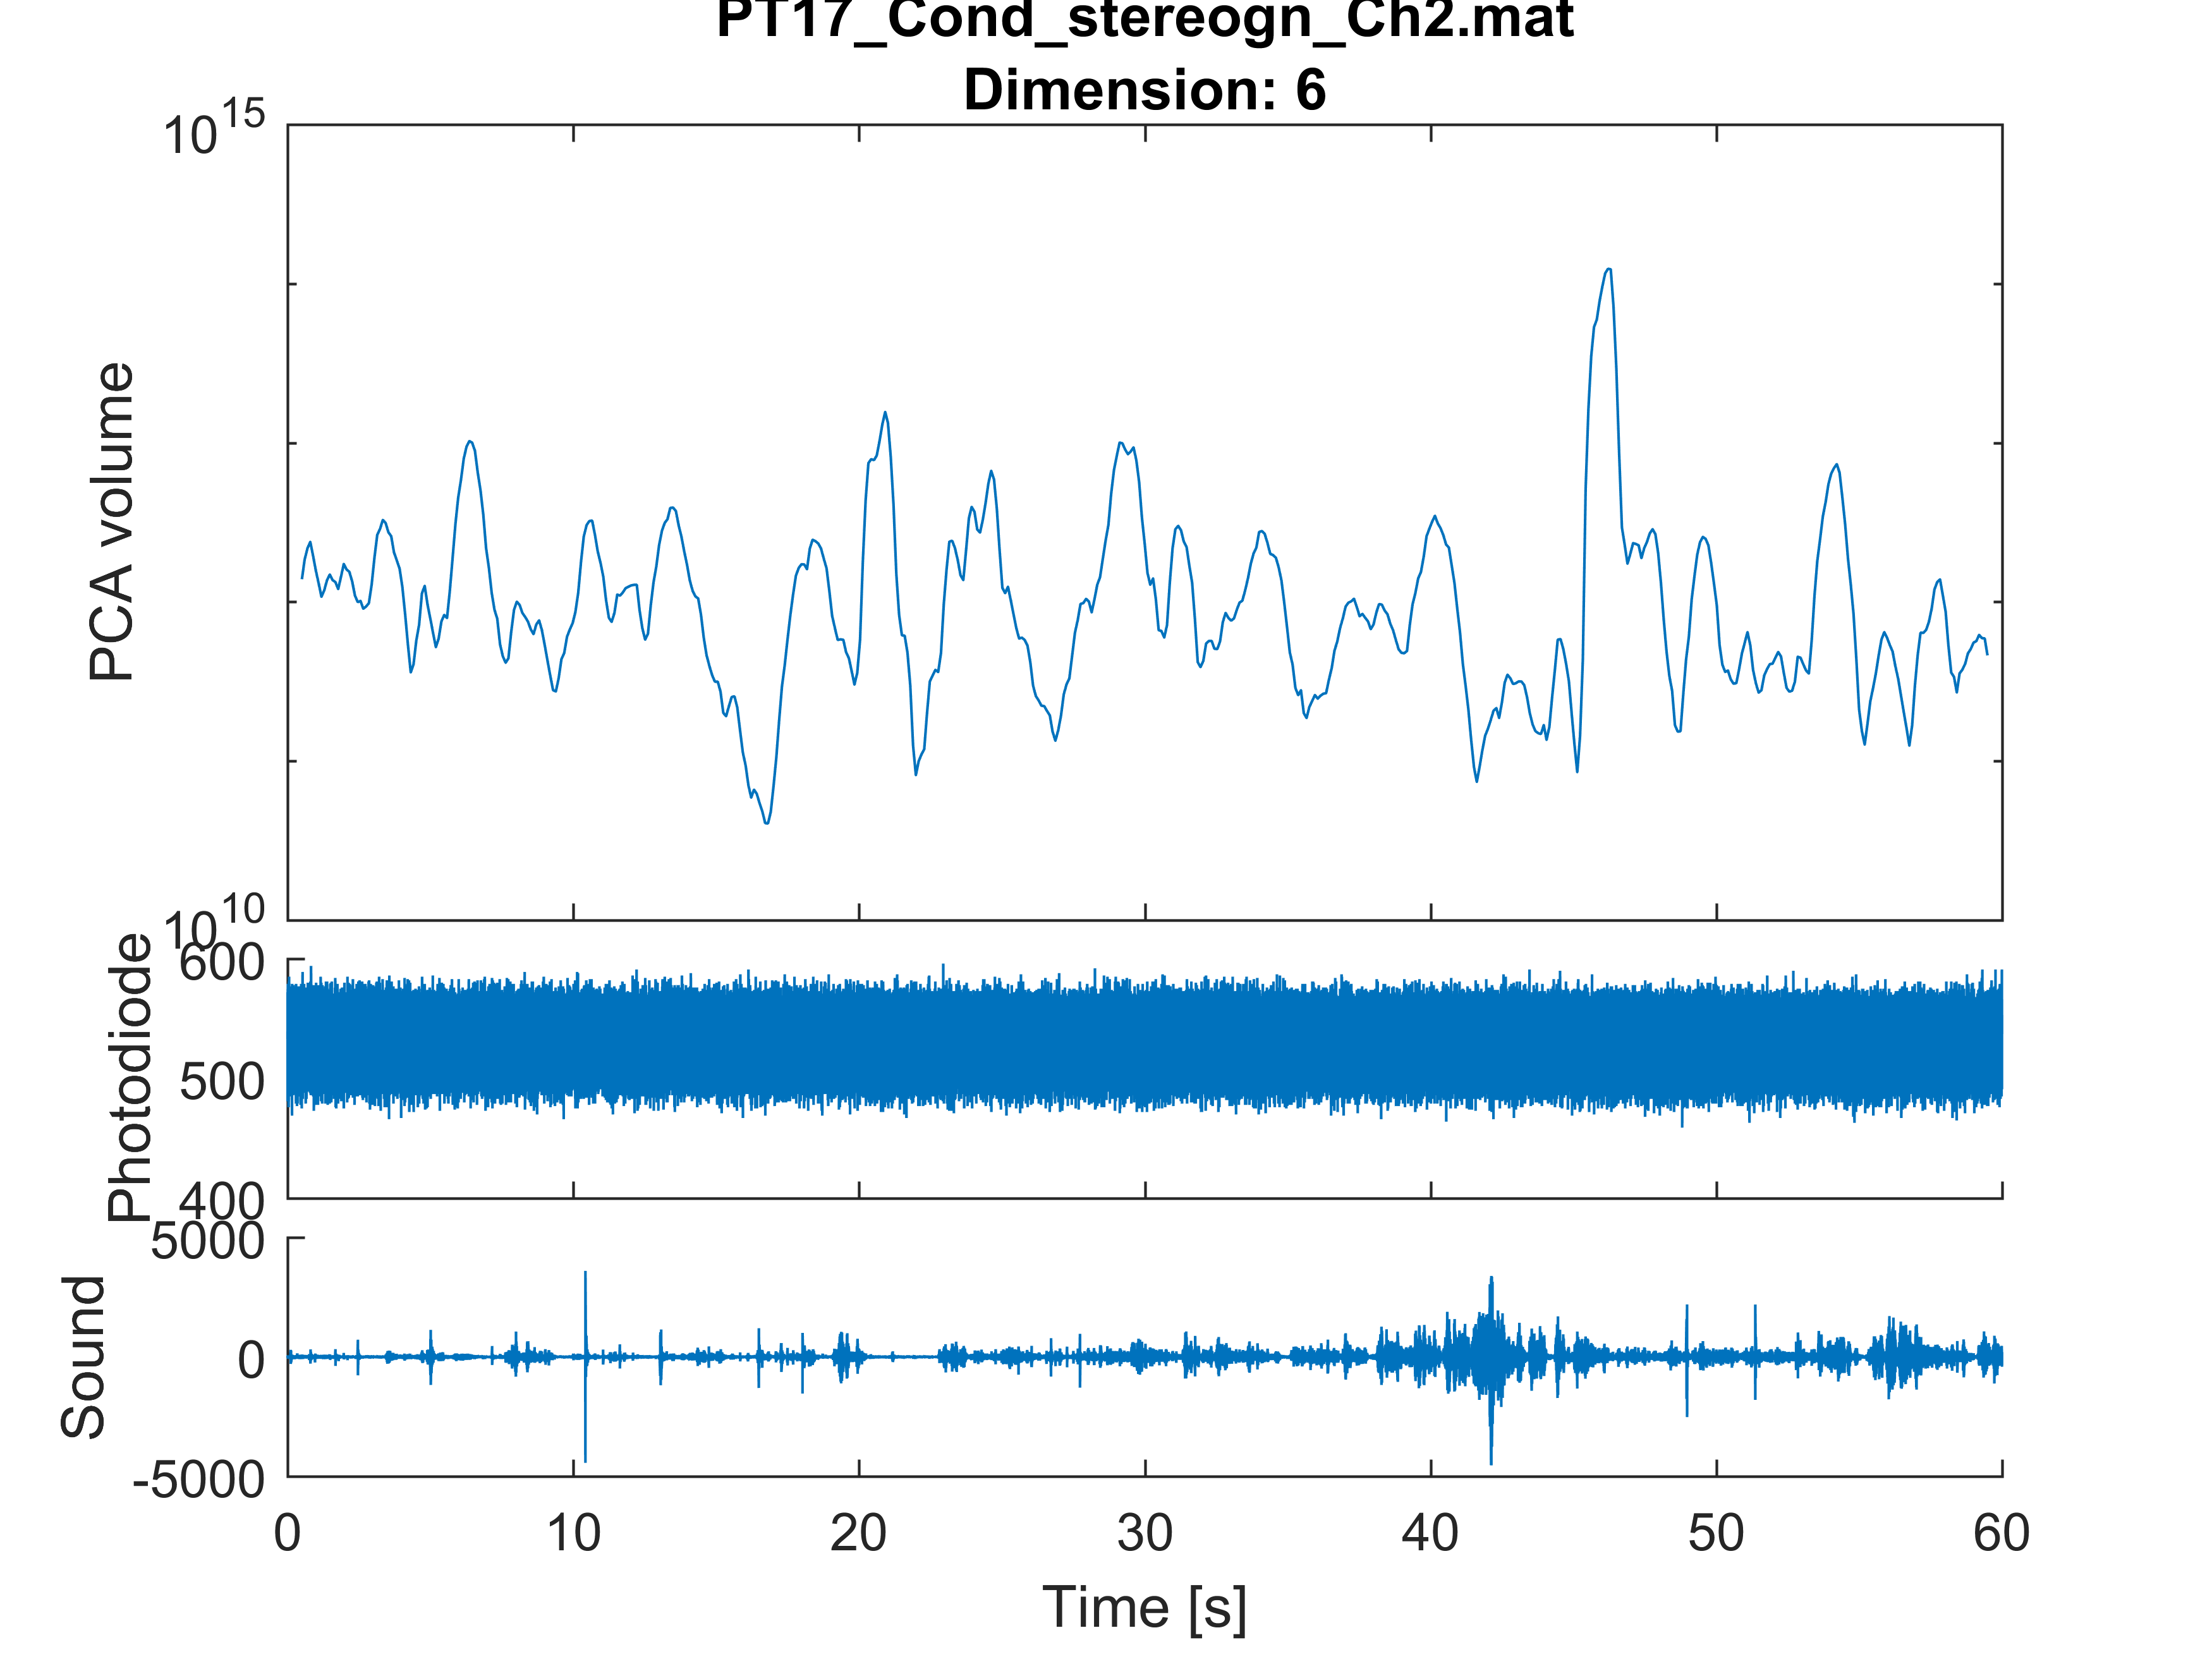 PT17_Cond_stereogn_Ch2.mat
Dimension: 6
10^15
PCA volume
10^10
600
Photodiode
500
400
5000
Sound
0
-5000
0 10 20 30 40 50 60
Time [s]